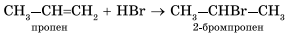 CH₃—CH=CH₂ + HBr → CH₃—CHBr—CH₃
пропен 2-бромпропен